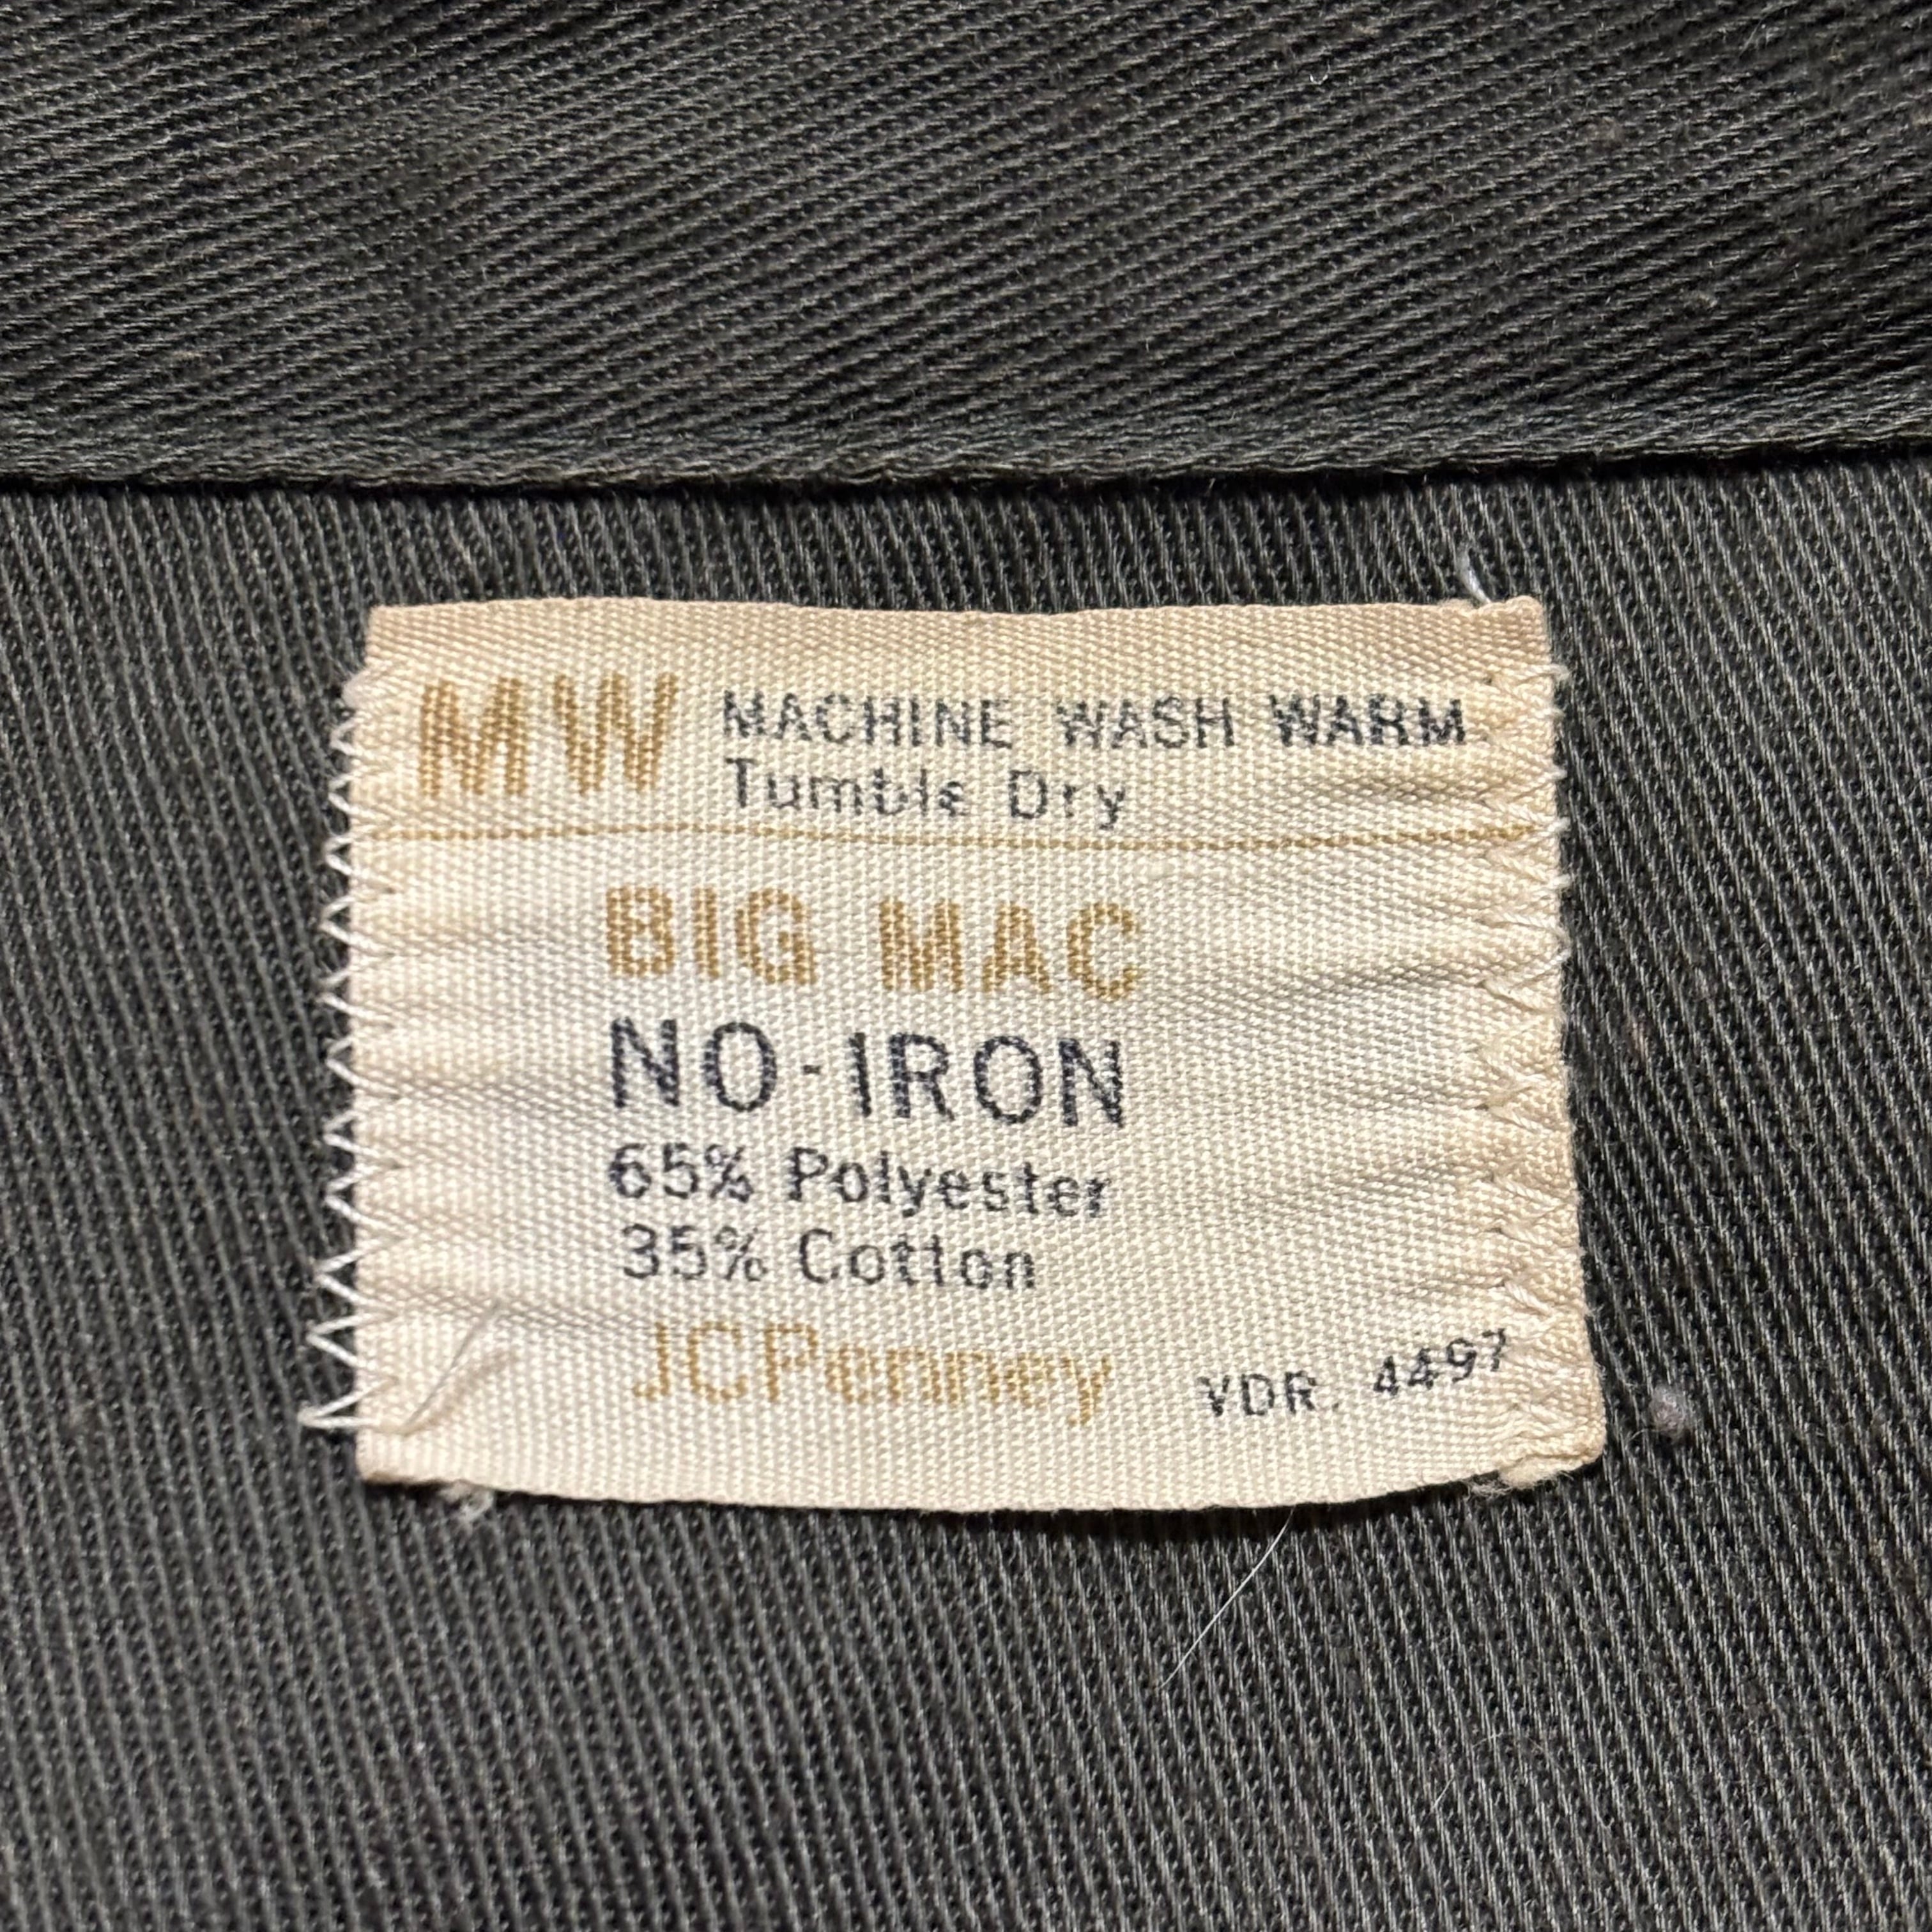 MW MACHINE WASH WARM
Tumble Dry
BIG MAC
NO-IRON
65% Polyester
35% Cotton
JCPenney VDR. 4497